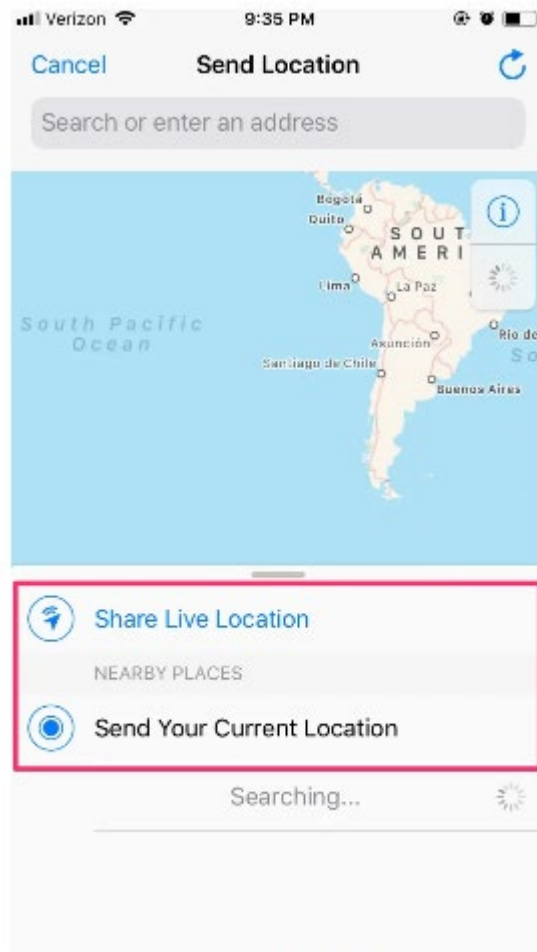 Verizon 9:35 PM
Cancel Send Location
Search or enter an address
Bogotá
Quito
SOUT
AMERI
Lima
La Paz
South Pacific
Ocean
Asunción
Rio de
So
Santiago de Chile
Buenos Aires
Share Live Location
NEARBY PLACES
Send Your Current Location
Searching...